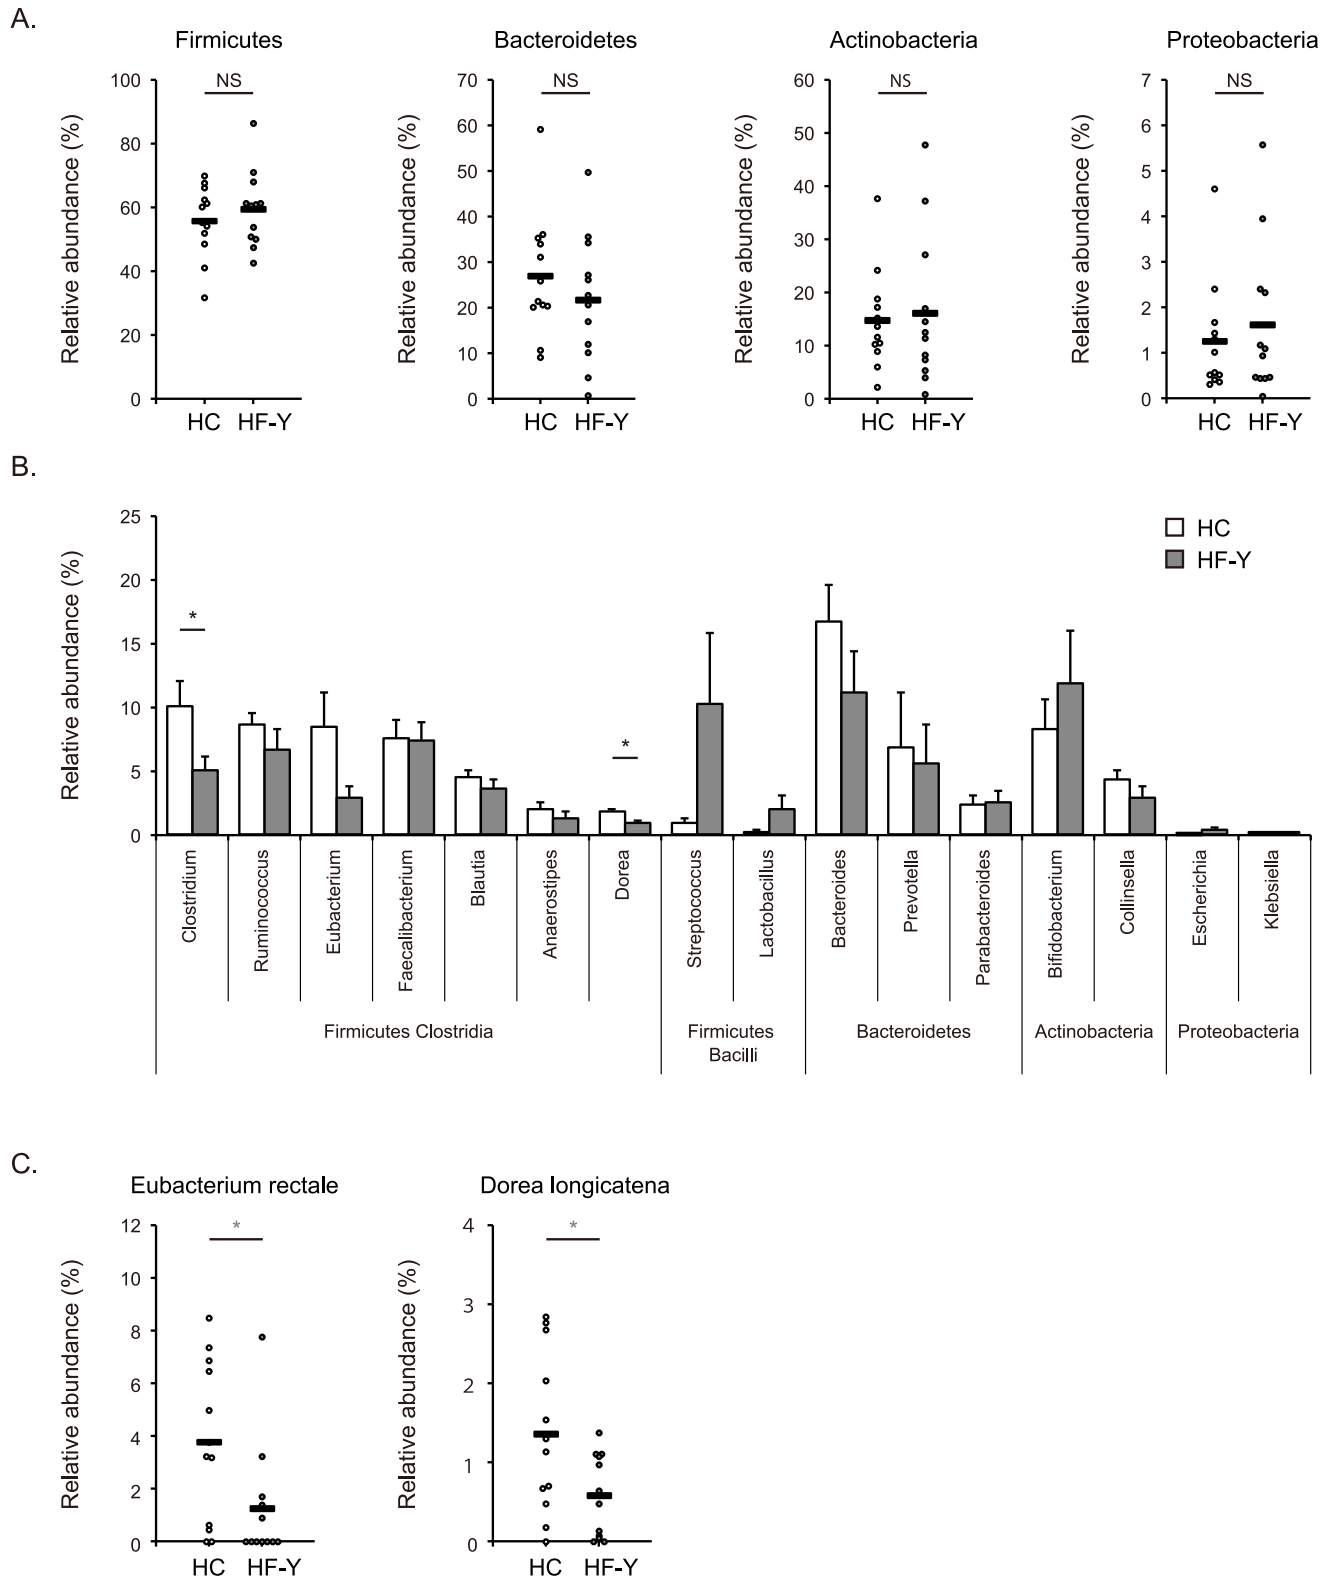 A.
Firmicutes
Bacteroidetes
Actinobacteria
Proteobacteria
Relative abundance (%)
100
80
60
40
20
0
NS
HC
HF-Y
Relative abundance (%)
70
60
50
40
30
20
10
0
NS
HC
HF-Y
Relative abundance (%)
60
50
40
30
20
10
0
NS
HC
HF-Y
Relative abundance (%)
7
6
5
4
3
2
1
0
NS
HC
HF-Y
B.
Relative abundance (%)
25
20
15
10
5
0
HC
HF-Y
*
*
Clostridium
Ruminococcus
Eubacterium
Faecalibacterium
Blautia
Anaerostipes
Dorea
Streptococcus
Lactobacillus
Bacteroides
Prevotella
Parabacteroides
Bifidobacterium
Collinsella
Escherichia
Klebsiella
Firmicutes Clostridia
Firmicutes
Bacilli
Bacteroidetes
Actinobacteria
Proteobacteria
C.
Eubacterium rectale
Relative abundance (%)
12
10
8
6
4
2
0
*
HC
HF-Y
Dorea longicatena
Relative abundance (%)
4
3
2
1
0
*
HC
HF-Y